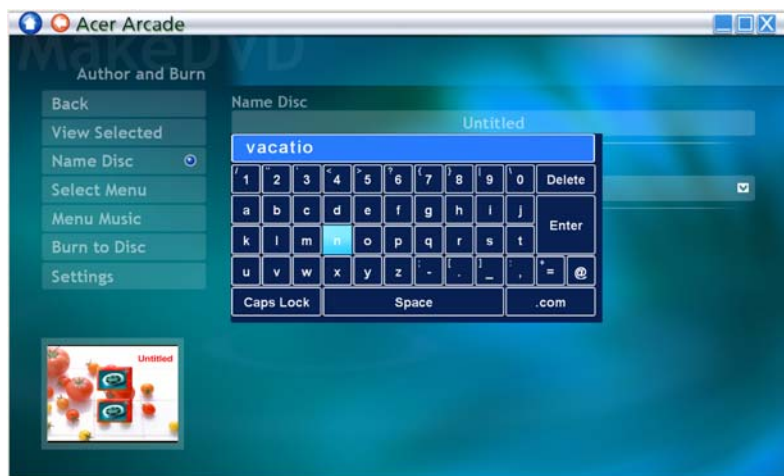 Acer Arcade
MakeDVD
Author and Burn
Back
View Selected
Name Disc
Select Menu
Menu Music
Burn to Disc
Settings
Name Disc
Untitled
vacatio
1 2 3 < 4 > 5 ? 6 { 7 } 8 | 9 \ 0 Delete
a b c d e f g h i j
Enter
k l m n o p q r s t
u v w x y z ; - [ . ] _ : , * = @
Caps Lock Space .com
Untitled